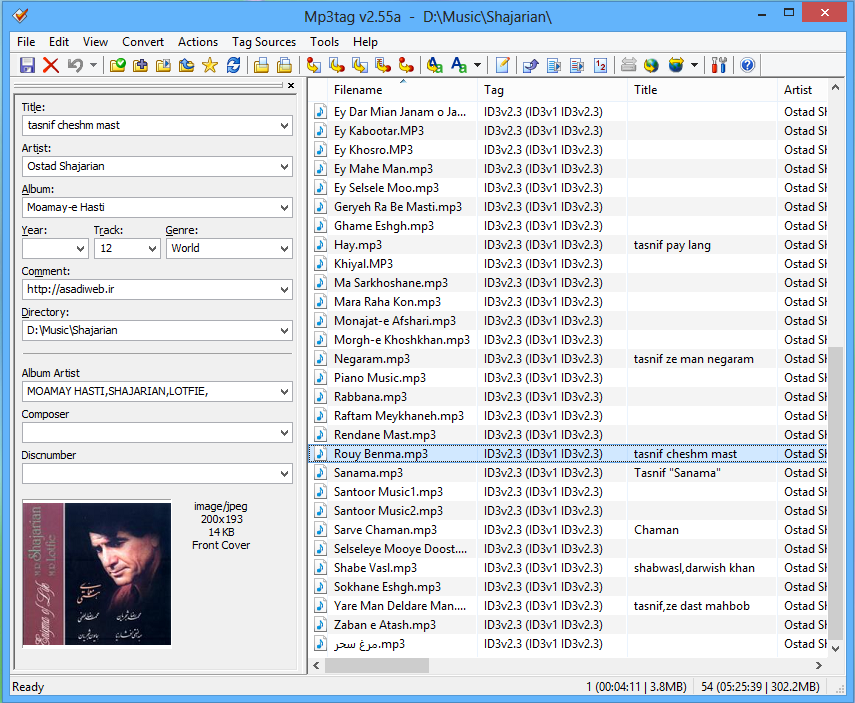 Mp3tag v2.55a - D:\Music\Shajarian\
File Edit View Convert Actions Tag Sources Tools Help
Title:
tasnif cheshm mast
Artist:
Ostad Shajarian
Album:
Moamay-e Hasti
Year: Track: Genre:
12 World
Comment:
http://asadiweb.ir
Directory:
D:\Music\Shajarian
Album Artist
MOAMAY HASTI,SHAJARIAN,LOTFIE,
Composer
Discnumber
image/jpeg
200x193
14 KB
Front Cover
M.R Shajarian
M.R Lotfie
Enigma of Life
Filename Tag Title Artist
Ey Dar Mian Janam o Ja... ID3v2.3 (ID3v1 ID3v2.3) Ostad Sh
Ey Kabootar.MP3 ID3v2.3 (ID3v1 ID3v2.3) Ostad Sh
Ey Khosro.MP3 ID3v2.3 (ID3v1 ID3v2.3) Ostad Sh
Ey Mahe Man.mp3 ID3v2.3 (ID3v1 ID3v2.3) Ostad Sh
Ey Selsele Moo.mp3 ID3v2.3 (ID3v1 ID3v2.3) Ostad Sh
Geryeh Ra Be Masti.mp3 ID3v2.3 (ID3v1 ID3v2.3) Ostad Sh
Ghame Eshgh.mp3 ID3v2.3 (ID3v1 ID3v2.3) Ostad Sh
Hay.mp3 ID3v2.3 (ID3v1 ID3v2.3) tasnif pay lang Ostad Sh
Khiyal.MP3 ID3v2.3 (ID3v1 ID3v2.3) Ostad Sh
Ma Sarkhoshane.mp3 ID3v2.3 (ID3v1 ID3v2.3) Ostad Sh
Mara Raha Kon.mp3 ID3v2.3 (ID3v1 ID3v2.3) Ostad Sh
Monajat-e Afshari.mp3 ID3v2.3 (ID3v1 ID3v2.3) Ostad Sh
Morgh-e Khoshkhan.mp3 ID3v2.3 (ID3v1 ID3v2.3) Ostad Sh
Negaram.mp3 ID3v2.3 (ID3v1 ID3v2.3) tasnif ze man negaram Ostad Sh
Piano Music.mp3 ID3v2.3 (ID3v1 ID3v2.3) Ostad Sh
Rabbana.mp3 ID3v2.3 (ID3v1 ID3v2.3) Ostad Sh
Raftam Meykhaneh.mp3 ID3v2.3 (ID3v1 ID3v2.3) Ostad Sh
Rendane Mast.mp3 ID3v2.3 (ID3v1 ID3v2.3) Ostad Sh
Rouy Benma.mp3 ID3v2.3 (ID3v1 ID3v2.3) tasnif cheshm mast Ostad Sh
Sanama.mp3 ID3v2.3 (ID3v1 ID3v2.3) Tasnif "Sanama" Ostad Sh
Santoor Music1.mp3 ID3v2.3 (ID3v1 ID3v2.3) Ostad Sh
Santoor Music2.mp3 ID3v2.3 (ID3v1 ID3v2.3) Ostad Sh
Sarve Chaman.mp3 ID3v2.3 (ID3v1 ID3v2.3) Chaman Ostad Sh
Selseleye Mooye Doost.... ID3v2.3 (ID3v1 ID3v2.3) Ostad Sh
Shabe Vasl.mp3 ID3v2.3 (ID3v1 ID3v2.3) shabwasl,darwish khan Ostad Sh
Sokhane Eshgh.mp3 ID3v2.3 (ID3v1 ID3v2.3) Ostad Sh
Yare Man Deldare Man.... ID3v2.3 (ID3v1 ID3v2.3) tasnif,ze dast mahbob Ostad Sh
Zaban e Atash.mp3 ID3v2.3 (ID3v1 ID3v2.3) Ostad Sh
مرغ سحر.mp3 ID3v2.3 (ID3v1 ID3v2.3) Ostad Sh
Ready 1 (00:04:11 | 3.8MB) 54 (05:25:39 | 302.2MB)